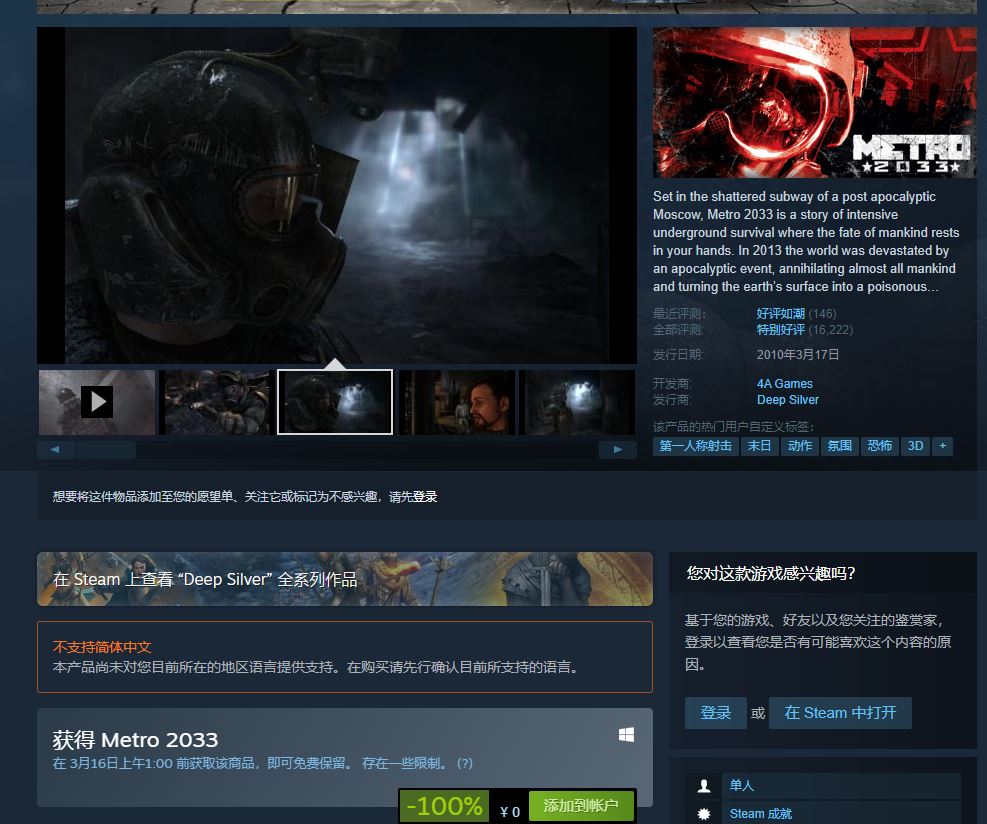 METRO
2033
Set in the shattered subway of a post apocalyptic
Moscow, Metro 2033 is a story of intensive
underground survival where the fate of mankind rests
in your hands. In 2013 the world was devastated by
an apocalyptic event, annihilating almost all mankind
and turning the earth's surface into a poisonous…
最近评测: 好评如潮 (146)
全部评测: 特别好评 (16,222)
发行日期: 2010年3月17日
开发商: 4A Games
发行商: Deep Silver
该产品的热门用户自定义标签:
第一人称射击 末日 动作 氛围 恐怖 3D +
想要将这件物品添加至您的愿望单、关注它或标记为不感兴趣，请先登录
在 Steam 上查看 “Deep Silver” 全系列作品
不支持简体中文
本产品尚未对您目前所在的地区语言提供支持。在购买请先行确认目前所支持的语言。
获得 Metro 2033
在 3月16日上午1:00 前获取该商品，即可免费保留。 存在一些限制。 (?)
-100% ¥ 0 添加到帐户
您对这款游戏感兴趣吗？
基于您的游戏、好友以及您关注的鉴赏家，
登录以查看您是否有可能喜欢这个内容的原
因。
登录 或 在 Steam 中打开
单人
Steam 成就